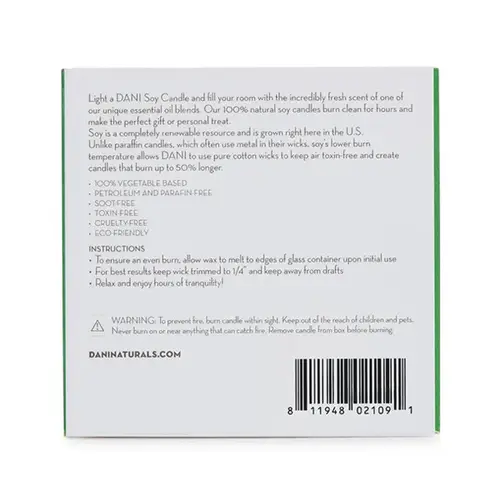 Light a DANI Soy Candle and fill your room with the incredibly fresh scent of one of
our unique essential oil blends. Our 100% natural soy candles burn clean for hours and
make the perfect gift or personal treat.
Soy is a completely renewable resource and is grown right here in the U.S.
Unlike paraffin candles, which often use metal in their wicks, soy's lower burn
temperature allows DANI to use pure cotton wicks to keep air toxin-free and create
candles that burn up to 50% longer.
• 100% VEGETABLE BASED
• PETROLEUM AND PARAFIN-FREE
• SOOT-FREE
• TOXIN-FREE
• CRUELTY-FREE
• ECO-FRIENDLY
INSTRUCTIONS
• To ensure an even burn, allow wax to melt to edges of glass container upon initial use
• For best results keep wick trimmed to 1/4" and keep away from drafts
• Relax and enjoy hours of tranquility!
WARNING: To prevent fire, burn candle within sight. Keep out of the reach of children and pets.
Never burn on or near anything that can catch fire. Remove candle from box before burning.
DANINATURALS.COM
8 11948 02109 1